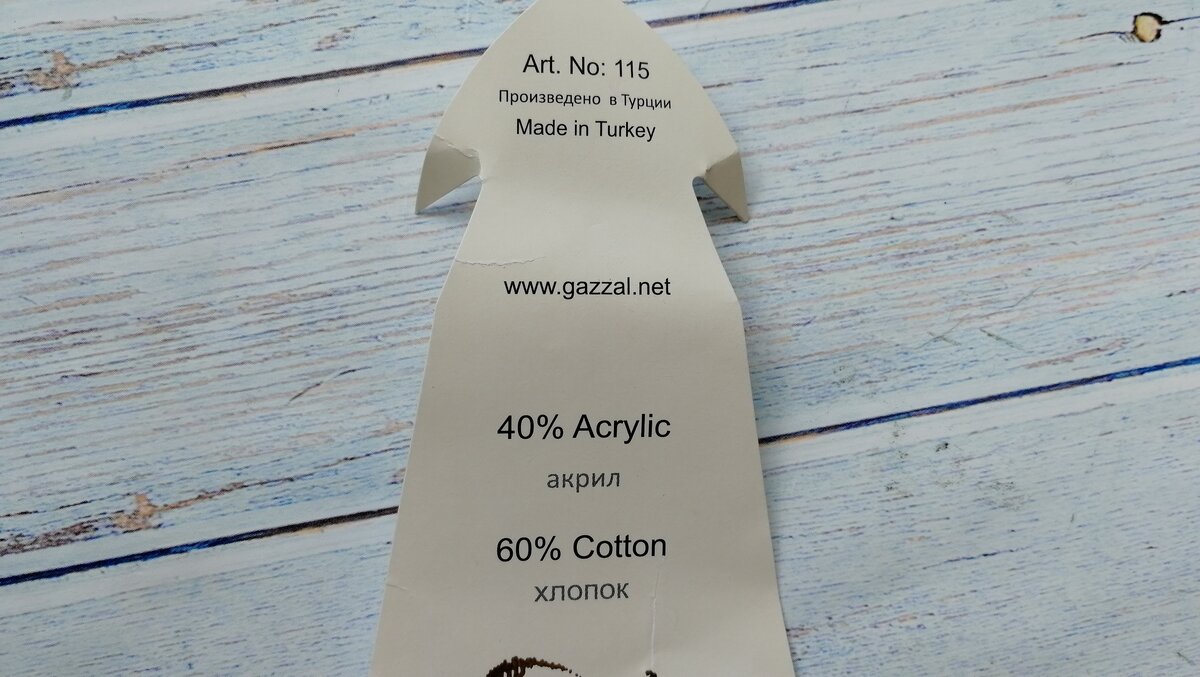 Art. No: 115
Произведено в Турции
Made in Turkey
www.gazzal.net
40% Acrylic
акрил
60% Cotton
хлопок